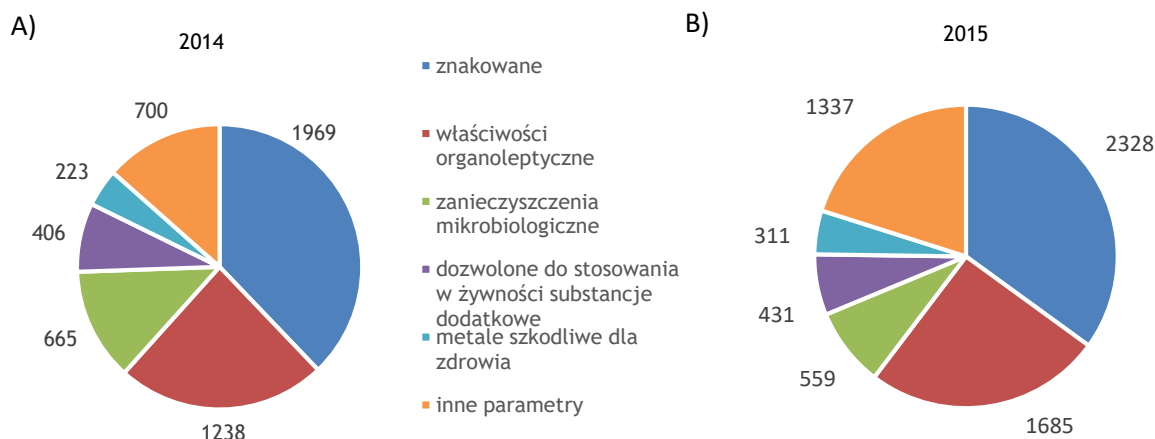 A)
2014
700
1969
223
406
665
1238
znakowane
właściwości
organoleptyczne
zanieczyszczenia
mikrobiologiczne
dozwolone do stosowania
w żywności substancje
dodatkowe
metale szkodliwe dla
zdrowia
inne parametry
B)
2015
1337
2328
311
431
559
1685